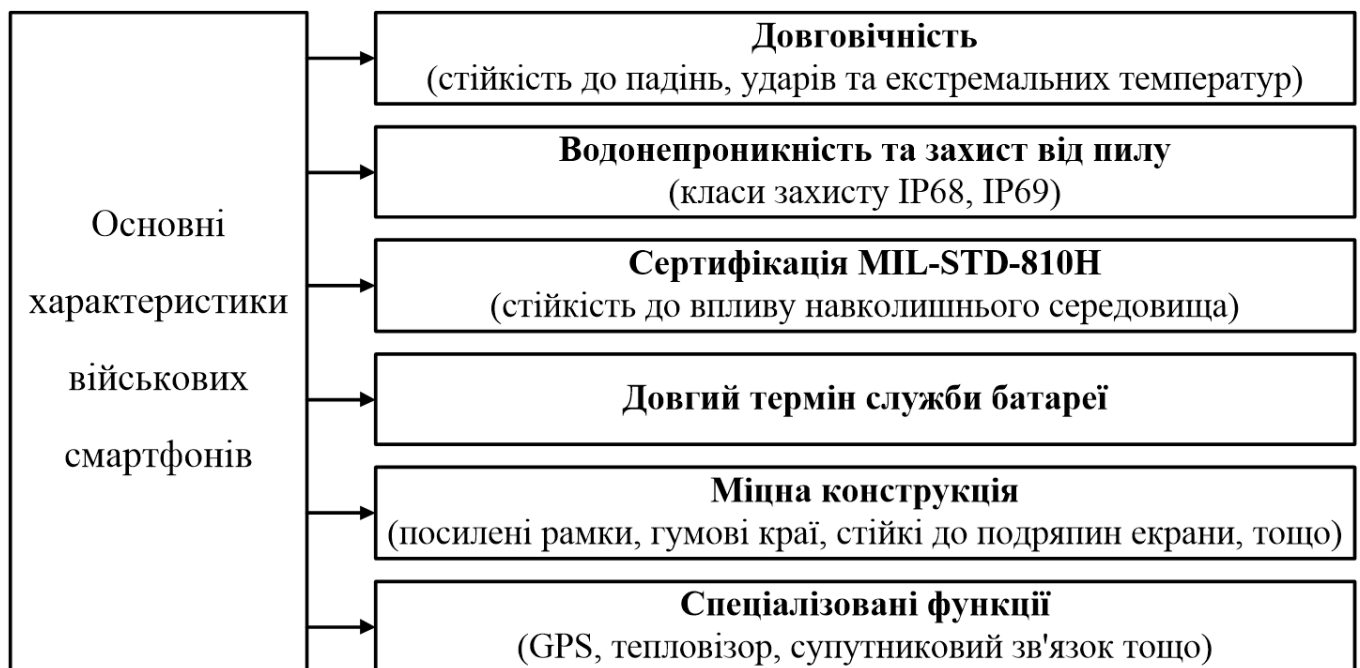 Основні
характеристики
військових
смартфонів
Довговічність
(стійкість до падінь, ударів та екстремальних температур)
Водонепроникність та захист від пилу
(класи захисту IP68, IP69)
Сертифікація MIL-STD-810H
(стійкість до впливу навколишнього середовища)
Довгий термін служби батареї
Міцна конструкція
(посилені рамки, гумові краї, стійкі до подряпин екрани, тощо)
Спеціалізовані функції
(GPS, тепловізор, супутниковий зв'язок тощо)